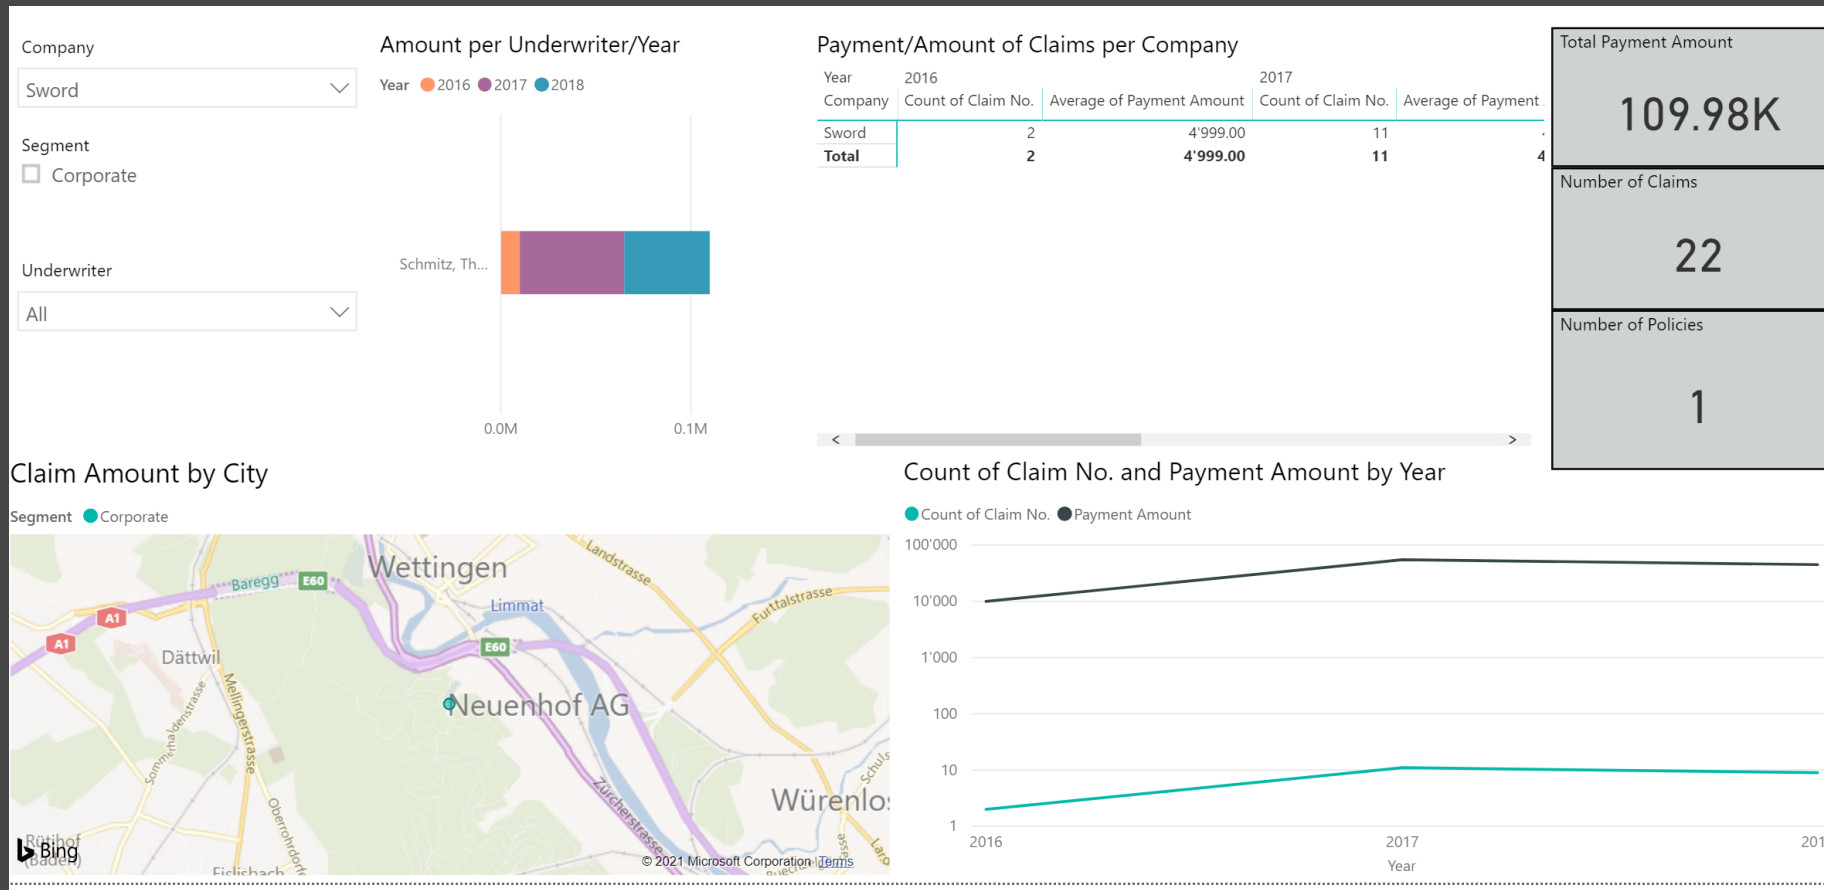 Company
Sword
Segment
Corporate
Underwriter
All
Amount per Underwriter/Year
Year 2016 2017 2018
Schmitz, Th...
0.0M 0.1M
Payment/Amount of Claims per Company
Year 2016 2017
Company Count of Claim No. Average of Payment Amount Count of Claim No. Average of Payment
Sword 2 4'999.00 11
Total 2 4'999.00 11 4
Total Payment Amount
109.98K
Number of Claims
22
Number of Policies
1
Claim Amount by City
Segment Corporate
Wettingen
Landstrasse
Baregg E60
Limmat
Furttalstrasse
A1
A1
E60
Dättwil
Mellingerstrasse
Neuenhof AG
Sommerhaldenstrasse
Schuls
Zürcherstrasse
Würenlos
Oberrohrdorf
Rütihof
(Baden)
Bing
© 2021 Microsoft Corporation Terms
Fislisbach
Count of Claim No. and Payment Amount by Year
Count of Claim No. Payment Amount
100'000
10'000
1'000
100
10
1
2016 2017 201
Year